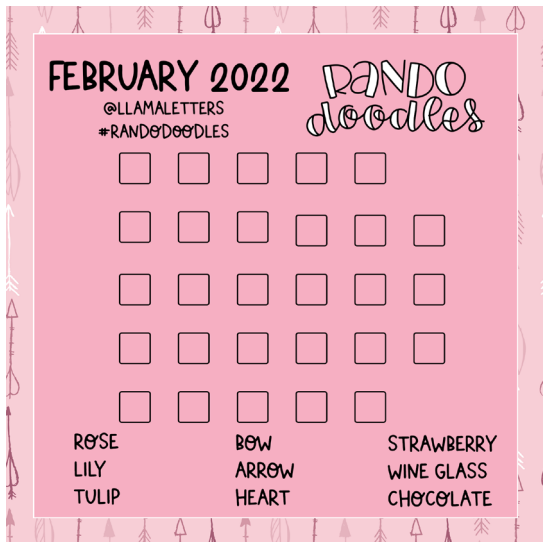 FEBRUARY 2022
RANDO
doodles
@LLAMALETTERS
#RANDODOODLES
ROSE
LILY
TULIP
BOW
ARROW
HEART
STRAWBERRY
WINE GLASS
CHOCOLATE